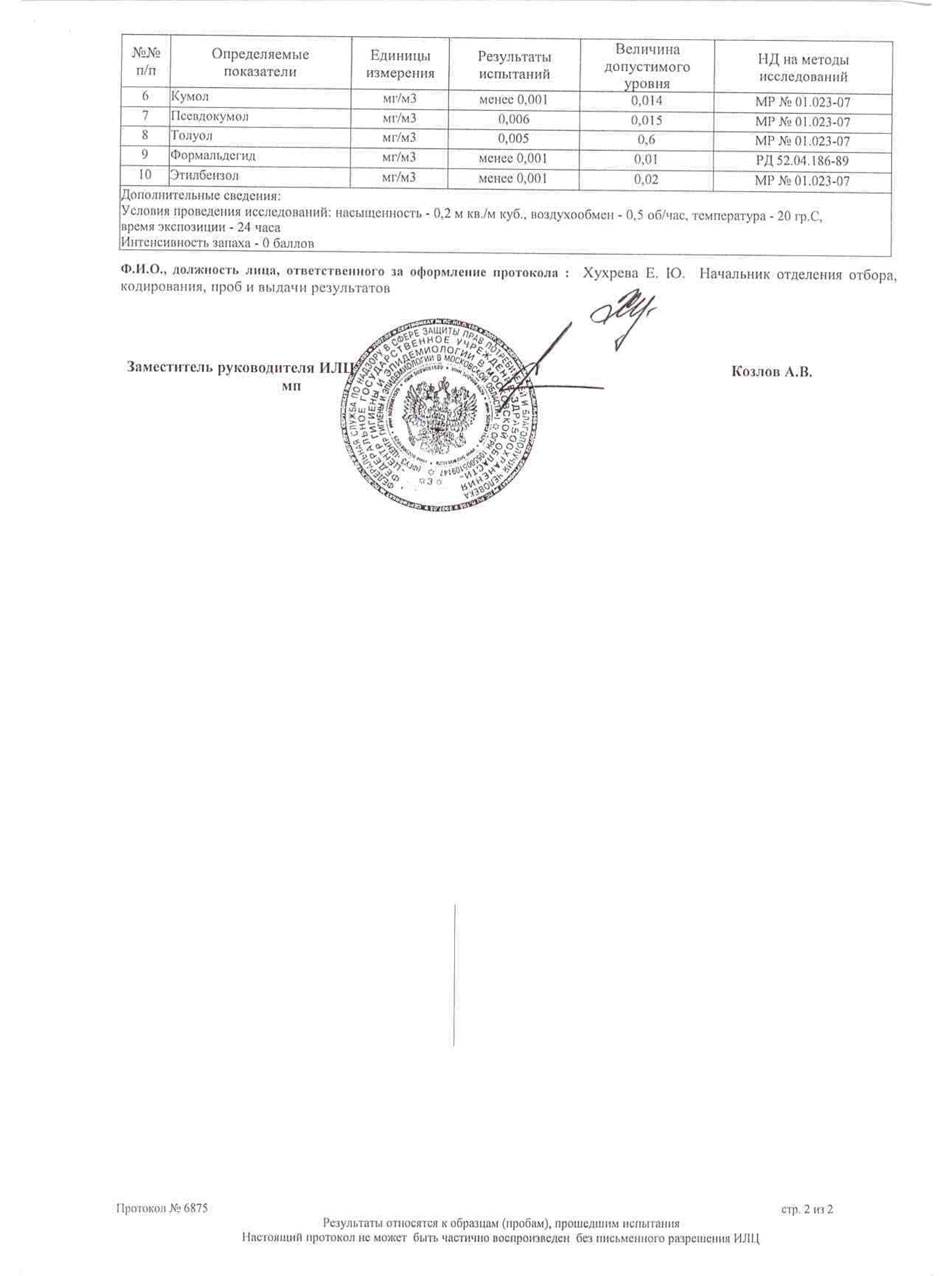 №№ п/п Определяемые показатели Единицы измерения Результаты испытаний Величина допустимого уровня НД на методы исследований
6 Кумол мг/м3 менее 0,001 0,014 МР № 01.023-07
7 Псевдокумол мг/м3 0,006 0,015 МР № 01.023-07
8 Толуол мг/м3 0,005 0,6 МР № 01.023-07
9 Формальдегид мг/м3 менее 0,001 0,01 РД 52.04.186-89
10 Этилбензол мг/м3 менее 0,001 0,02 МР № 01.023-07
Дополнительные сведения:
Условия проведения исследований: насыщенность - 0,2 м кв./м куб., воздухообмен - 0,5 об/час, температура - 20 гр.С,
время экспозиции - 24 часа
Интенсивность запаха - 0 баллов
Ф.И.О., должность лица, ответственного за оформление протокола : Хухрева Е. Ю. Начальник отделения отбора,
кодирования, проб и выдачи результатов
Заместитель руководителя ИЛЦ
мп
Козлов А.В.
ФЕДЕРАЛЬНАЯ СЛУЖБА ПО НАДЗОРУ В СФЕРЕ ЗАЩИТЫ ПРАВ ПОТРЕБИТЕЛЕЙ И БЛАГОПОЛУЧИЯ ЧЕЛОВЕКА
ФЕДЕРАЛЬНОЕ ГОСУДАРСТВЕННОЕ УЧРЕЖДЕНИЕ ЗДРАВООХРАНЕНИЯ
"ЦЕНТР ГИГИЕНЫ И ЭПИДЕМИОЛОГИИ В МОСКОВСКОЙ ОБЛАСТИ"
Протокол № 6875 стр. 2 из 2
Результаты относятся к образцам (пробам), прошедшим испытания
Настоящий протокол не может быть частично воспроизведен без письменного разрешения ИЛЦ